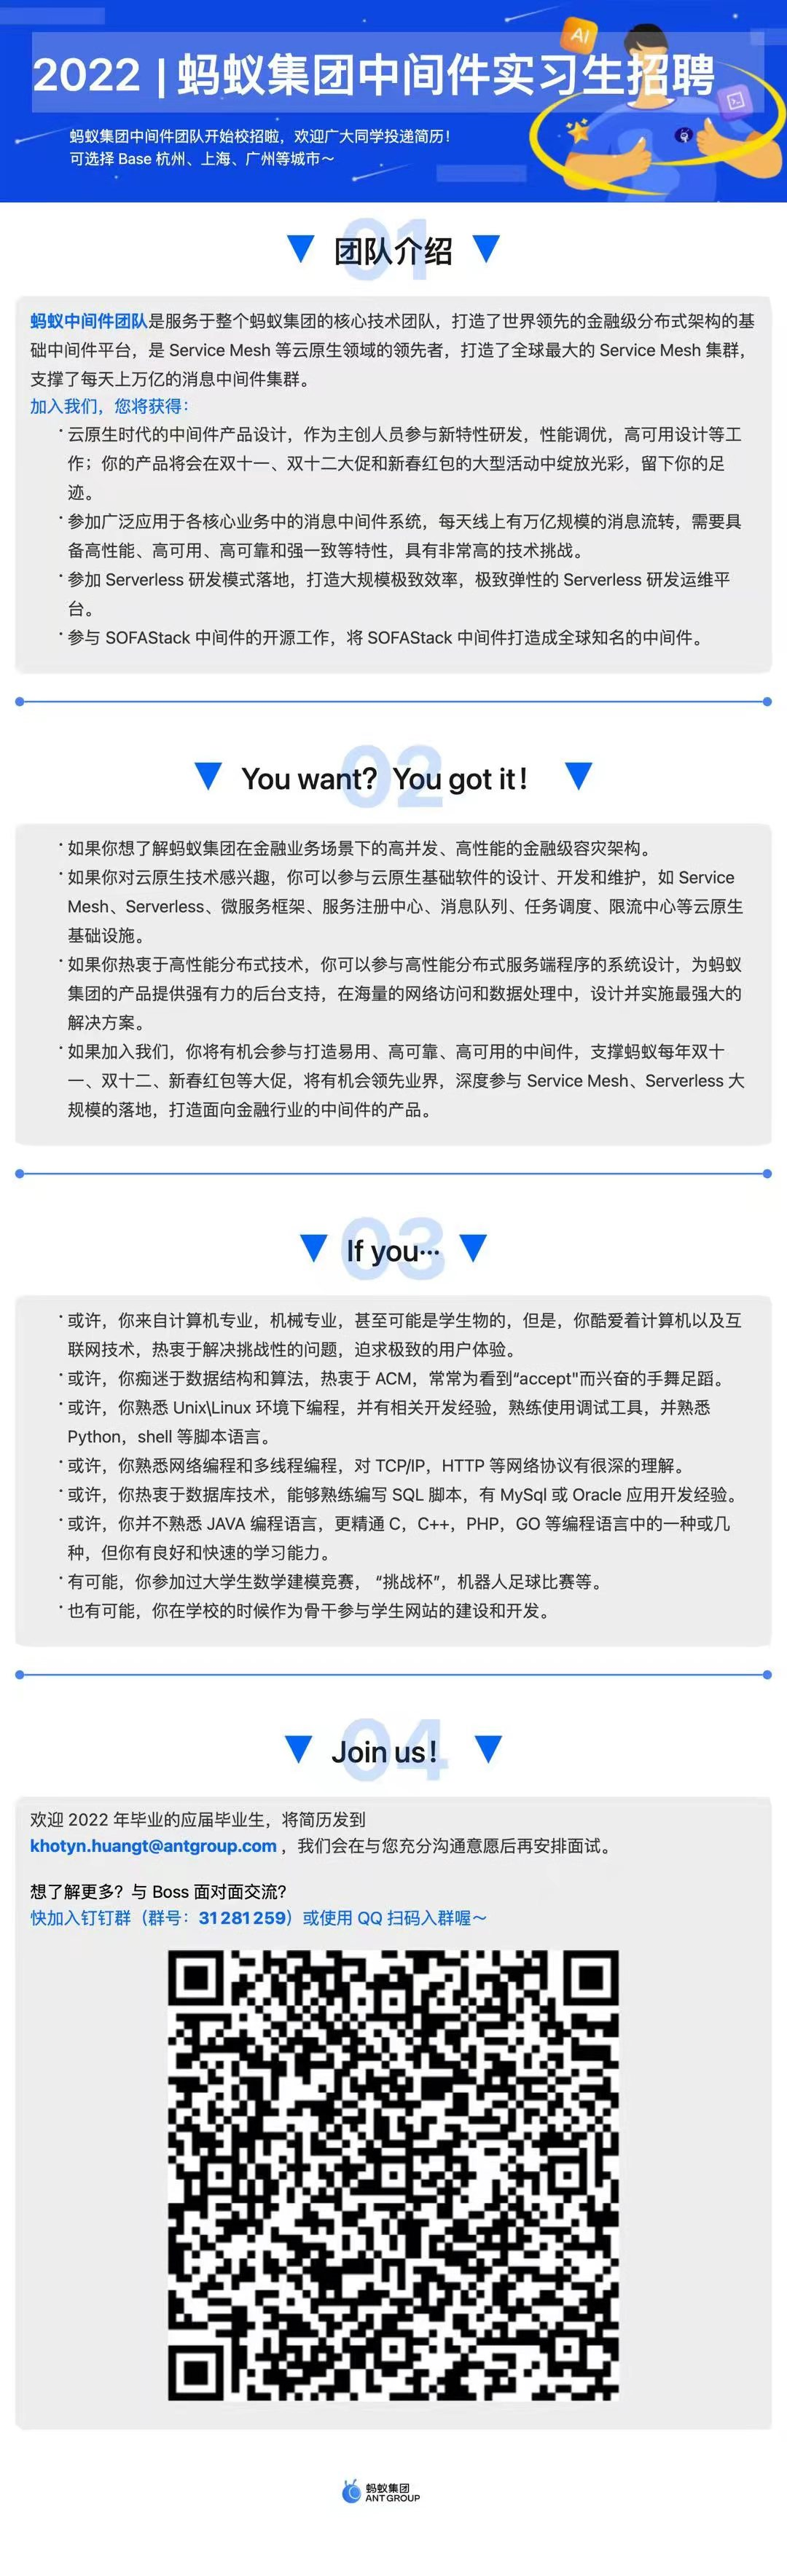 AI
2022 | 蚂蚁集团中间件实习生招聘
蚂蚁集团中间件团队开始校招啦，欢迎广大同学投递简历！
可选择 Base 杭州、上海、广州等城市～
01
团队介绍
蚂蚁中间件团队是服务于整个蚂蚁集团的核心技术团队，打造了世界领先的金融级分布式架构的基
础中间件平台，是 Service Mesh 等云原生领域的领先者，打造了全球最大的 Service Mesh 集群，
支撑了每天上万亿的消息中间件集群。
加入我们，您将获得：
· 云原生时代的中间件产品设计，作为主创人员参与新特性研发，性能调优，高可用设计等工
作；你的产品将会在双十一、双十二大促和新春红包的大型活动中绽放光彩，留下你的足
迹。
· 参加广泛应用于各核心业务中的消息中间件系统，每天线上有万亿规模的消息流转，需要具
备高性能、高可用、高可靠和强一致等特性，具有非常高的技术挑战。
· 参加 Serverless 研发模式落地，打造大规模极致效率，极致弹性的 Serverless 研发运维平
台。
· 参与 SOFAStack 中间件的开源工作，将 SOFAStack 中间件打造成全球知名的中间件。
02
You want？You got it！
· 如果你想了解蚂蚁集团在金融业务场景下的高并发、高性能的金融级容灾架构。
· 如果你对云原生技术感兴趣，你可以参与云原生基础软件的设计、开发和维护，如 Service
Mesh、Serverless、微服务框架、服务注册中心、消息队列、任务调度、限流中心等云原生
基础设施。
· 如果你热衷于高性能分布式技术，你可以参与高性能分布式服务端程序的系统设计，为蚂蚁
集团的产品提供强有力的后台支持，在海量的网络访问和数据处理中，设计并实施最强大的
解决方案。
· 如果加入我们，你将有机会参与打造易用、高可靠、高可用的中间件，支撑蚂蚁每年双十
一、双十二、新春红包等大促，将有机会领先业界，深度参与 Service Mesh、Serverless 大
规模的落地，打造面向金融行业的中间件的产品。
03
If you···
· 或许，你来自计算机专业，机械专业，甚至可能是学生物的，但是，你酷爱着计算机以及互
联网技术，热衷于解决挑战性的问题，迫求极致的用户体验。
· 或许，你痴迷于数据结构和算法，热衷于 ACM，常常为看到“accept"而兴奋的手舞足蹈。
· 或许，你熟悉 Unix\Linux 环境下编程，并有相关开发经验，熟练使用调试工具，并熟悉
Python，shell 等脚本语言。
· 或许，你熟悉网络编程和多线程编程，对 TCP/IP，HTTP 等网络协议有很深的理解。
· 或许，你热衷于数据库技术，能够熟练编写 SQL 脚本，有 MySql 或 Oracle 应用开发经验。
· 或许，你并不熟悉 JAVA 编程语言，更精通 C，C++，PHP，GO 等编程语言中的一种或几
种，但你有良好和快速的学习能力。
· 有可能，你参加过大学生数学建模竞赛，“挑战杯”，机器人足球比赛等。
· 也有可能，你在学校的时候作为骨干参与学生网站的建设和开发。
04
Join us！
欢迎 2022 年毕业的应届毕业生，将简历发到
khotyn.huangt@antgroup.com ，我们会在与您充分沟通意愿后再安排面试。
想了解更多？与 Boss 面对面交流？
快加入钉钉群（群号：31281259）或使用 QQ 扫码入群喔～
蚂蚁集团
ANT GROUP